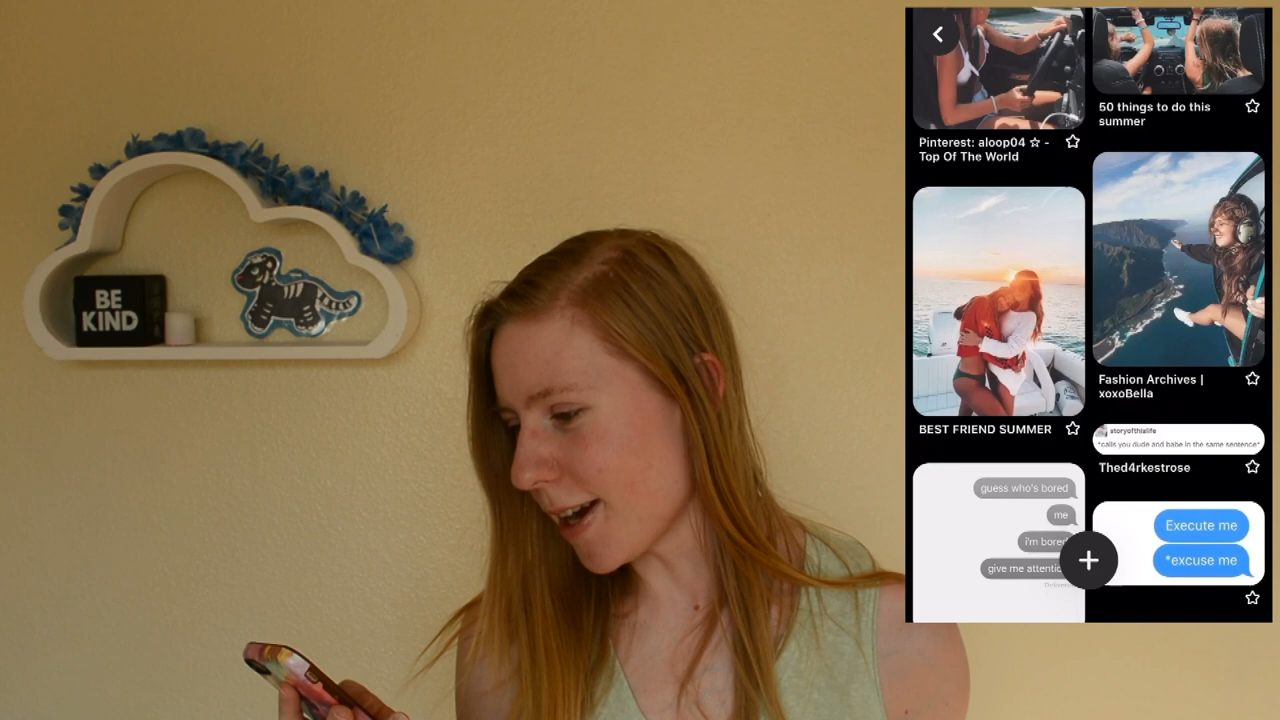 BE
KIND
Pinterest: aloop04 ☆ -
Top Of The World
BEST FRIEND SUMMER
guess who's bored
me
i'm bored
give me
50 things to do this
summer
Fashion Archives |
xoxoBella
storyofthislife
*calls you dude and babe in the same sentence*
Thed4rkestrose
Execute me
*excuse me